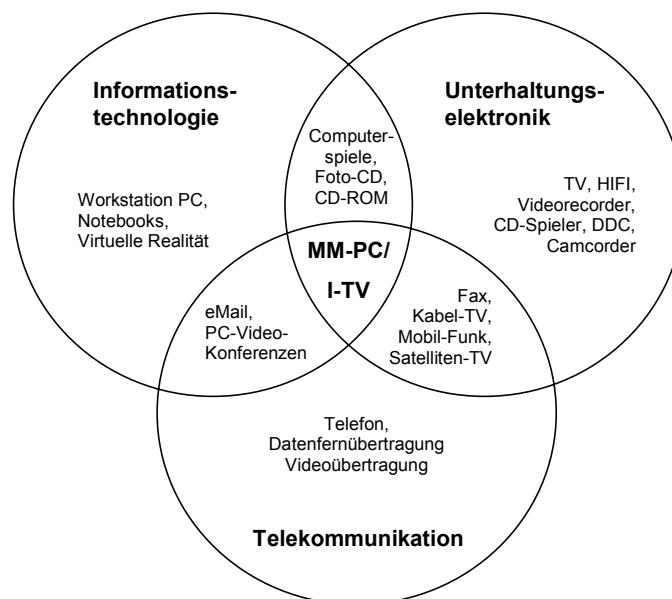 Informations-
technologie
Unterhaltungs-
elektronik
Computer-
spiele,
Foto-CD,
CD-ROM
Workstation PC,
Notebooks,
Virtuelle Realität
TV, HIFI,
Videorecorder,
CD-Spieler, DDC,
Camcorder
MM-PC/
I-TV
eMail,
PC-Video-
Konferenzen
Fax,
Kabel-TV,
Mobil-Funk,
Satelliten-TV
Telefon,
Datenfernübertragung
Videoübertragung
Telekommunikation